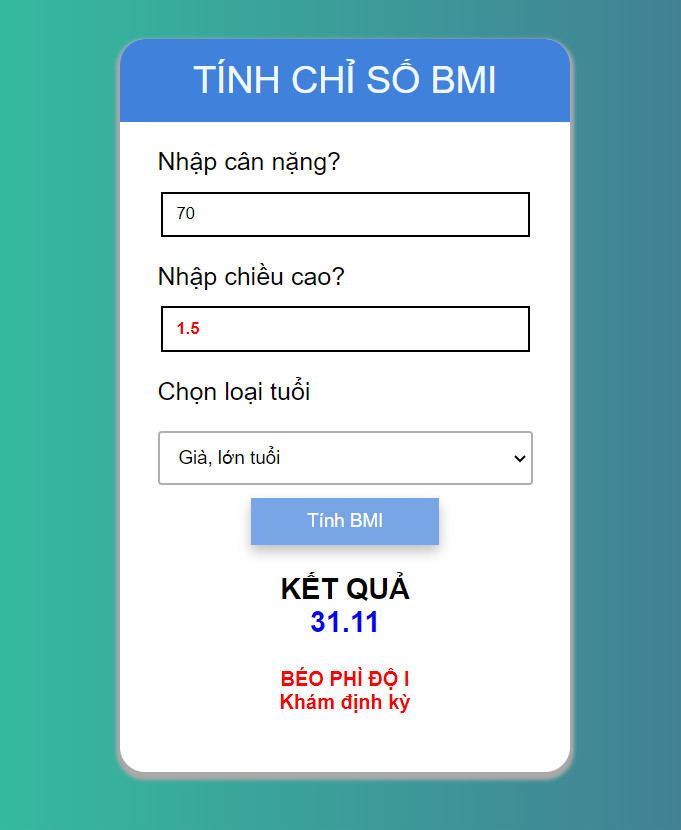 TÍNH CHỈ SỐ BMI
Nhập cân nặng?
70
Nhập chiều cao?
1.5
Chọn loại tuổi
Già, lớn tuổi
Tính BMI
KẾT QUẢ
31.11
BÉO PHÌ ĐỘ I
Khám định kỳ